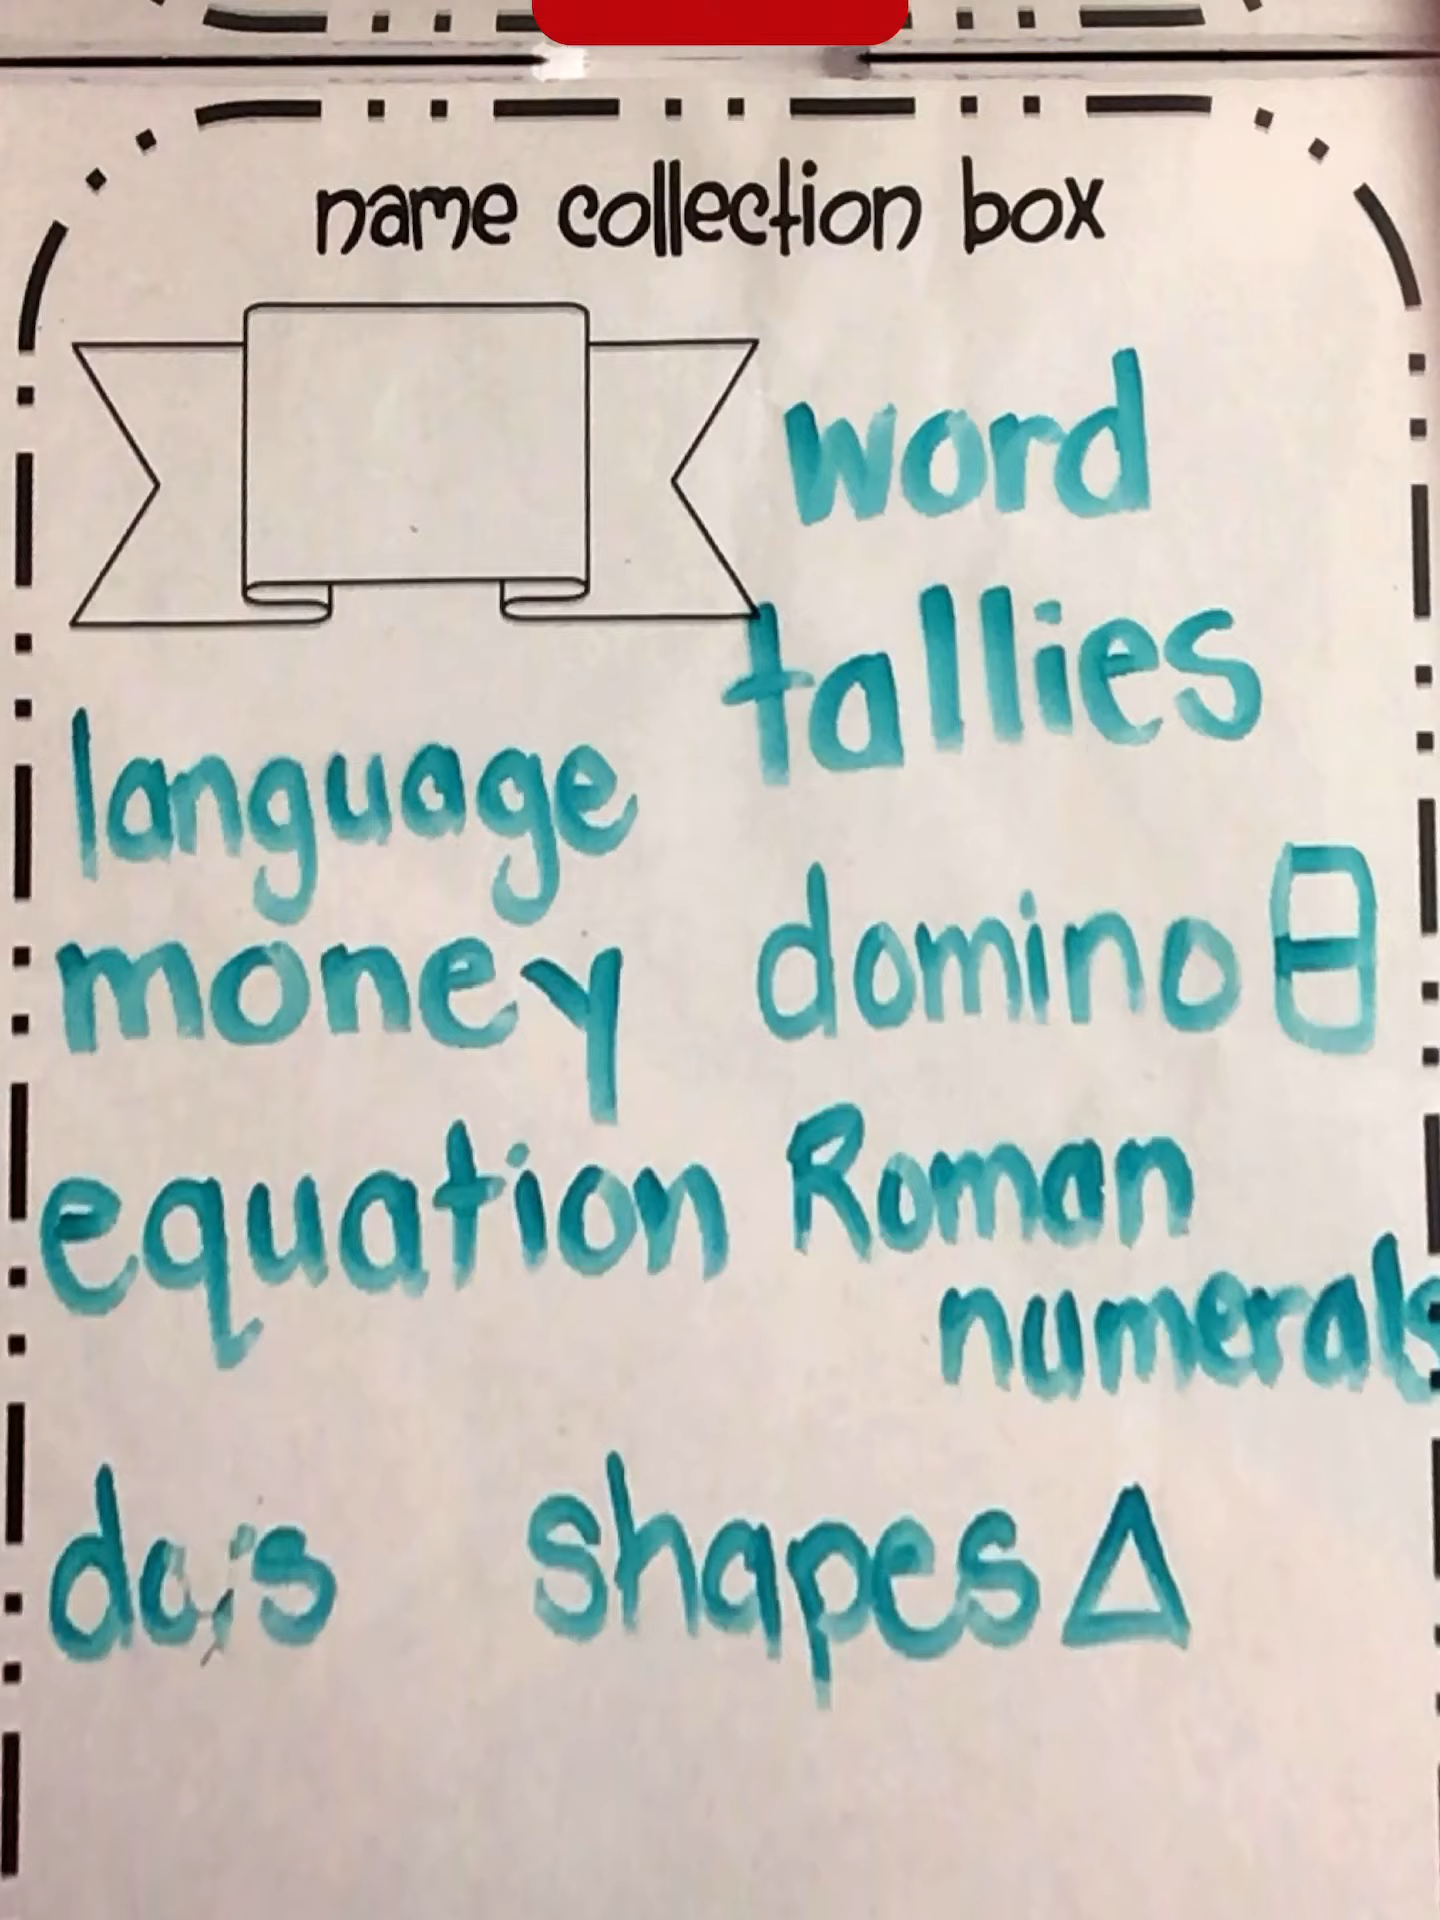 name collection box
word
tallies
language
money
domino
equation
Roman
numerals
shapes